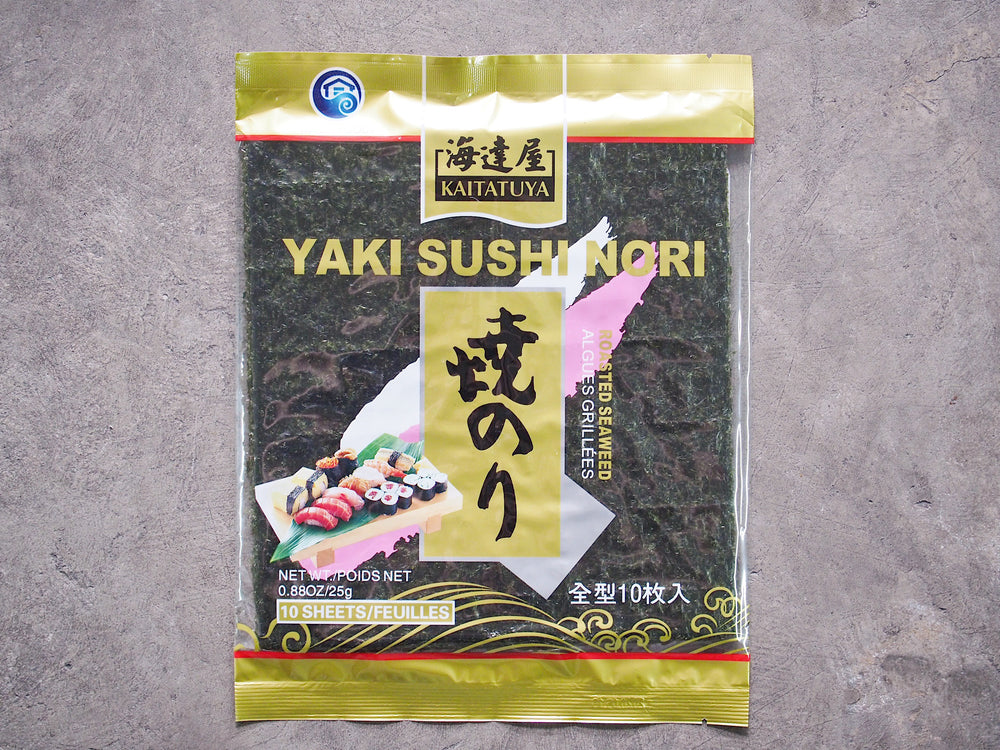 海達屋
KAITATUYA
YAKI SUSHI NORI
焼のり
ROASTED SEAWEED
ALGUES GRILLÉES
NET WT./POIDS NET
0.88OZ/25g
10 SHEETS/FEUILLES
全型10枚入